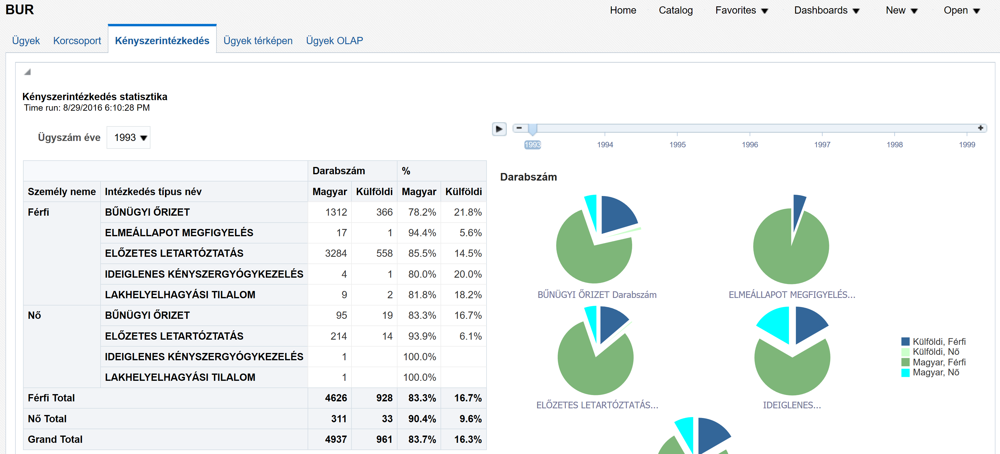 BUR
Home Catalog Favorites Dashboards New Open
Ügyek Korcsoport Kényszerintézkedés Ügyek térképen Ügyek OLAP
Kényszerintézkedés statisztika
Time run: 8/29/2016 6:10:28 PM
Ügyszám éve 1993
1993 1994 1995 1996 1997 1998 1999
Darabszám %
Személy neme Intézkedés típus név Magyar Külföldi Magyar Külföldi
Férfi BŰNÜGYI ŐRIZET 1312 366 78.2% 21.8%
ELMEÁLLAPOT MEGFIGYELÉS 17 1 94.4% 5.6%
ELŐZETES LETARTÓZTATÁS 3284 558 85.5% 14.5%
IDEIGLENES KÉNYSZERGYÓGYKEZELÉS 4 1 80.0% 20.0%
LAKHELYELHAGYÁSI TILALOM 9 2 81.8% 18.2%
Nő BŰNÜGYI ŐRIZET 95 19 83.3% 16.7%
ELŐZETES LETARTÓZTATÁS 214 14 93.9% 6.1%
IDEIGLENES KÉNYSZERGYÓGYKEZELÉS 1 100.0%
LAKHELYELHAGYÁSI TILALOM 1 100.0%
Férfi Total 4626 928 83.3% 16.7%
Nő Total 311 33 90.4% 9.6%
Grand Total 4937 961 83.7% 16.3%
Darabszám
BŰNÜGYI ŐRIZET Darabszám
ELMEÁLLAPOT MEGFIGYELÉS...
ELŐZETES LETARTÓZTATÁS...
IDEIGLENES...
Külföldi, Férfi
Külföldi, Nő
Magyar, Férfi
Magyar, Nő